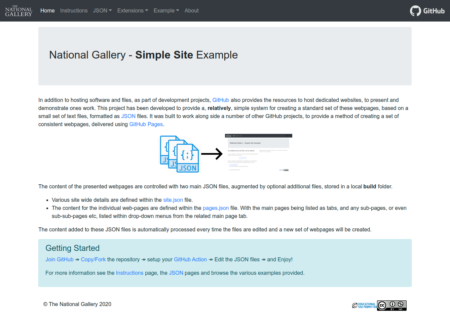 THE NATIONAL GALLERY
Home Instructions JSON Extensions Example About
GitHub
National Gallery - Simple Site Example
In addition to hosting software and files, as part of development projects, GitHub also provides the resources to host dedicated websites, to present and
demonstrate ones work. This project has been developed to provide a, relatively, simple system for creating a standard set of these webpages, based on a
small set of text files, formatted as JSON files. It was built to work along side a number of other GitHub projects, to provide a method of creating a set of
consistent webpages, delivered using GitHub Pages.
JSON
JSON
JSON
The content of the presented webpages are controlled with two main JSON files, augmented by optional additional files, stored in a local build folder.
Various site wide details are defined within the site.json file.
The content for the individual web-pages are defined within the pages.json file. With the main pages being listed as tabs, and any sub-pages, or even
sub-sub-pages etc, listed within drop-down menus from the related main page tab.
The content added to these JSON files is automatically processed every time the files are edited and a new set of webpages will be created.
Getting Started
Join GitHub ➔ Copy/Fork the repository ➔ setup your GitHub Action ➔ Edit the JSON files ➔ and Enjoy!
For more information see the Instructions page, the JSON pages and browse the various examples provided.
© The National Gallery 2020